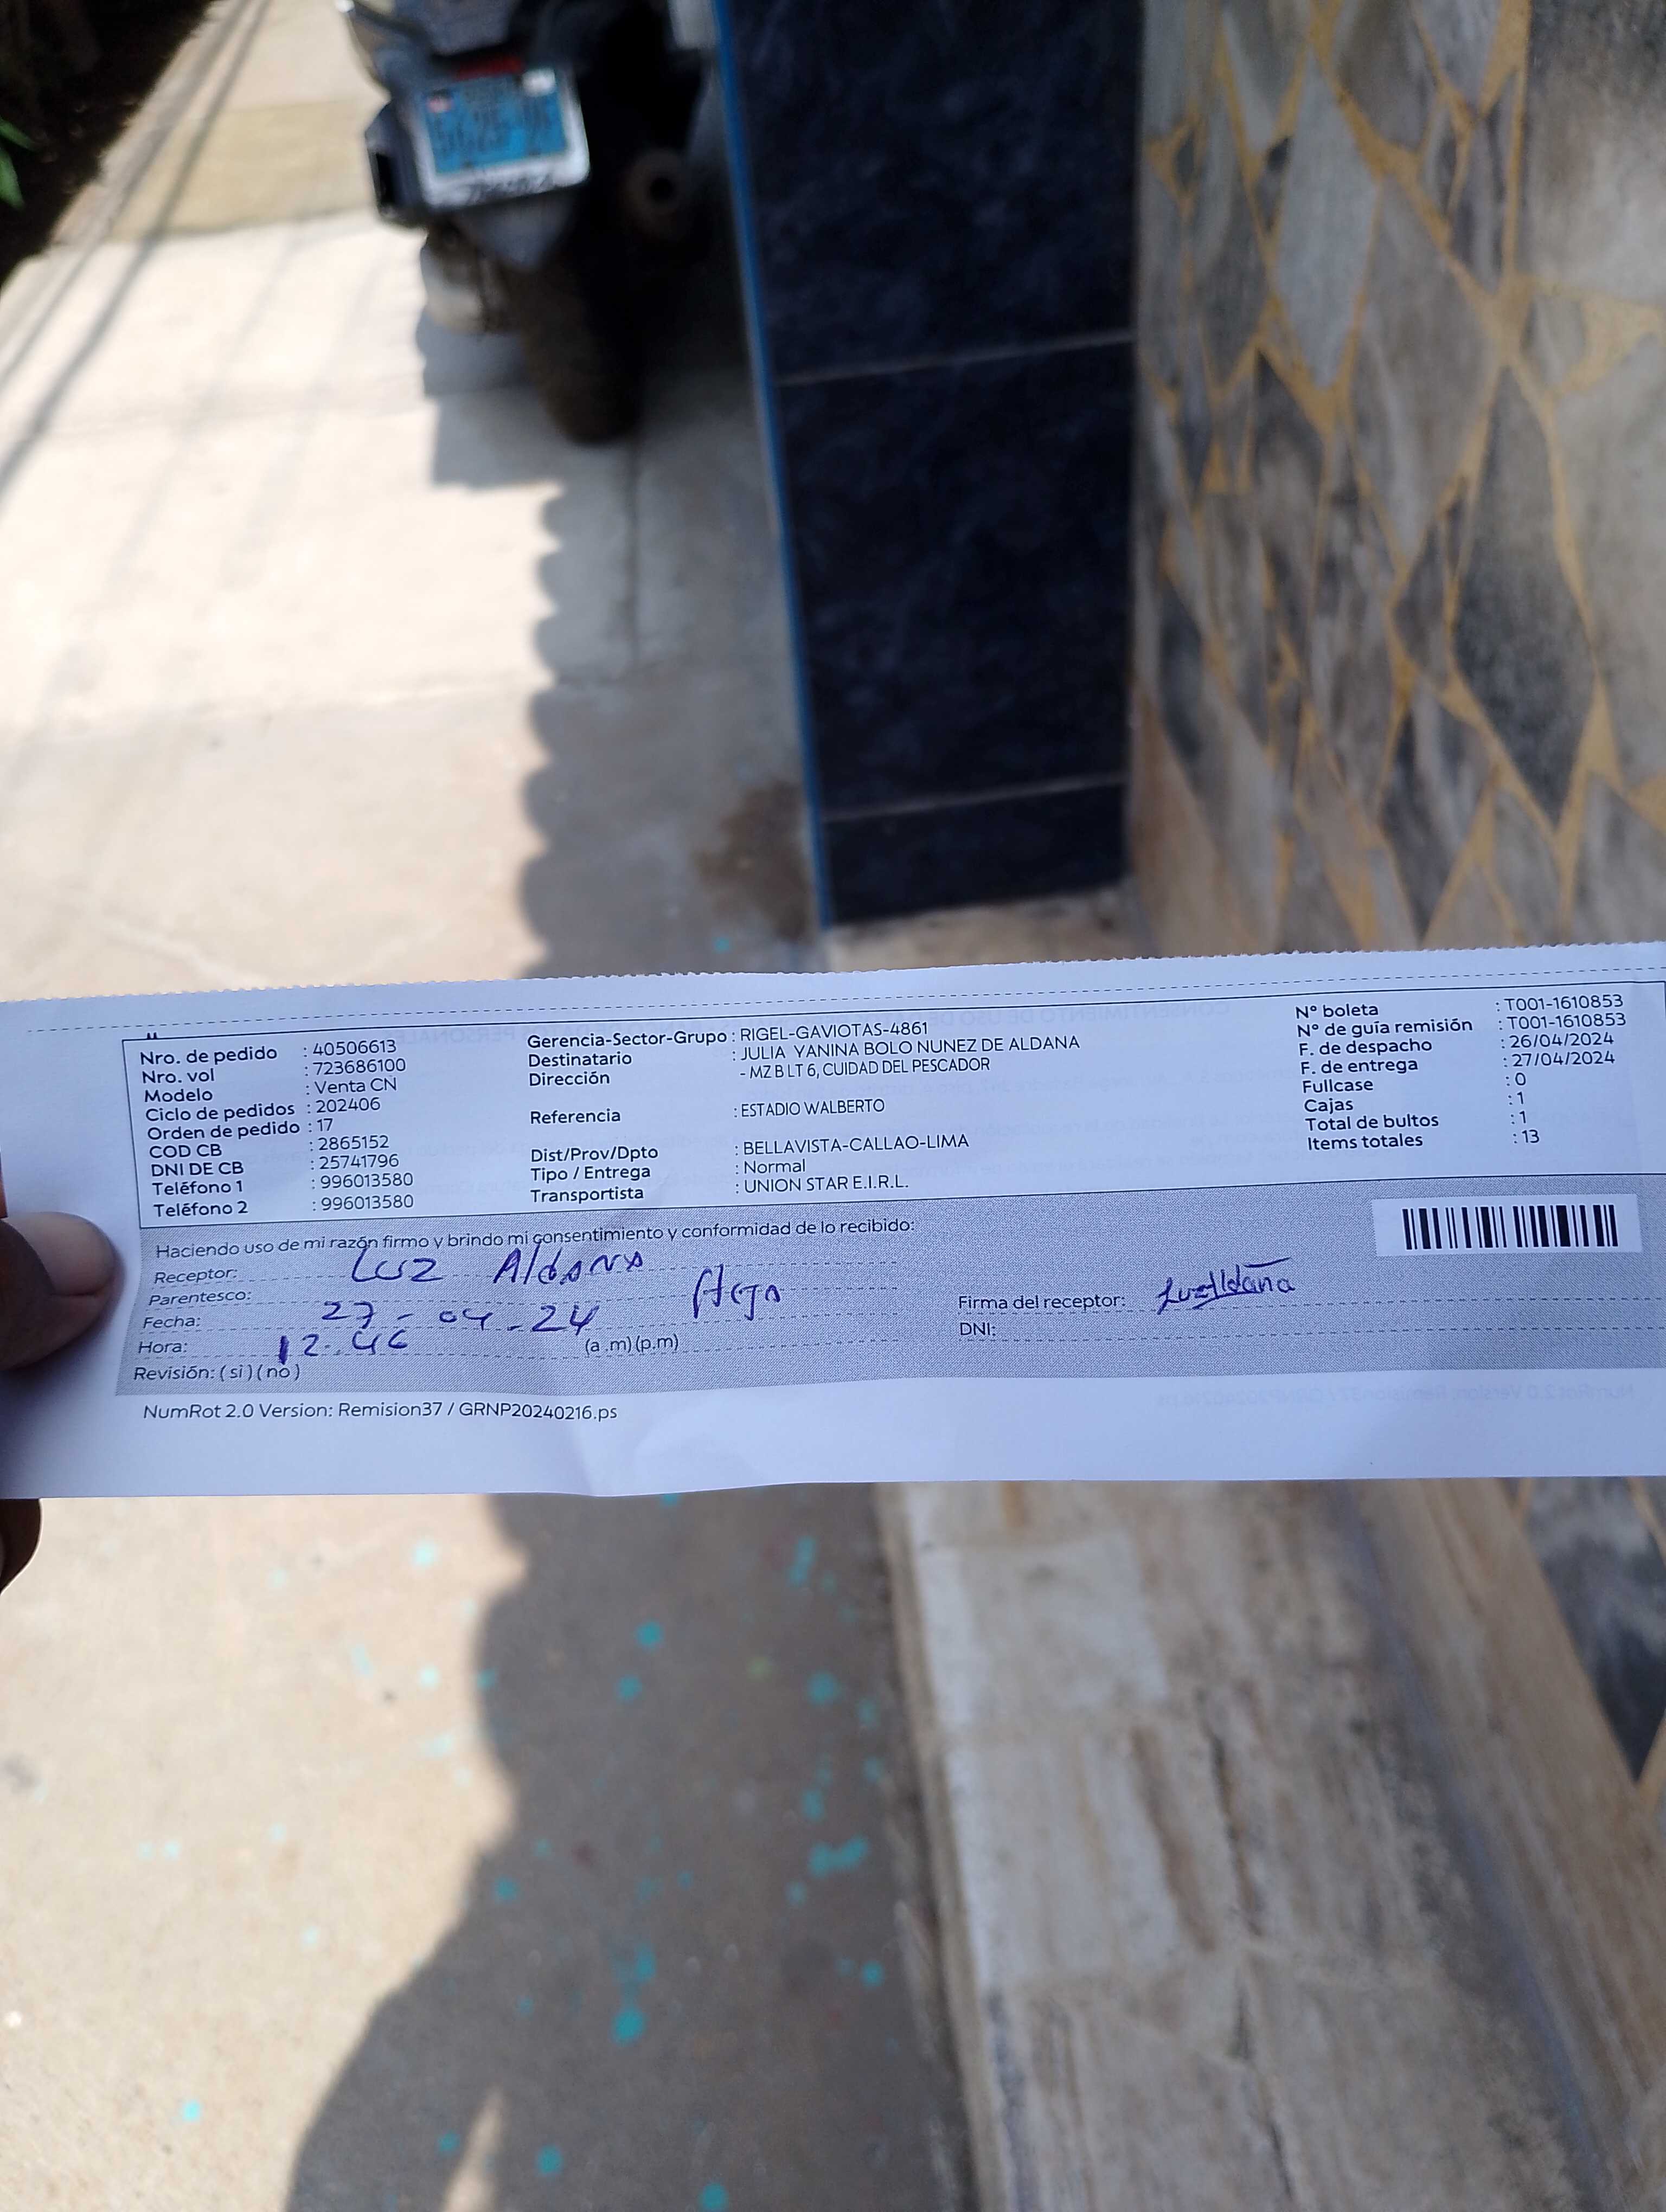 Nro. de pedido : 40506613
Nro. vol : 723686100
Modelo : Venta CN
Ciclo de pedidos : 202406
Orden de pedido : 17
COD CB : 2865152
DNI DE CB : 25741796
Teléfono 1 : 996013580
Teléfono 2 : 996013580
Gerencia-Sector-Grupo : RIGEL-GAVIOTAS-4861
Destinatario : JULIA YANINA BOLO NUNEZ DE ALDANA
Dirección - MZ B LT 6, CUIDAD DEL PESCADOR
Referencia : ESTADIO WALBERTO
Dist/Prov/Dpto : BELLAVISTA-CALLAO-LIMA
Tipo / Entrega : Normal
Transportista : UNION STAR E.I.R.L.
N° boleta : T001-1610853
N° de guía remisión : T001-1610853
F. de despacho : 26/04/2024
F. de entrega : 27/04/2024
Fullcase : 0
Cajas : 1
Total de bultos : 1
Items totales : 13
Haciendo uso de mi razón firmo y brindo mi consentimiento y conformidad de lo recibido:
Receptor: Luz Aldana
Parentesco:
Fecha: 27-04-24
Hora: 12:46 (a.m)(p.m)
Revisión: (si)(no)
Firma del receptor: Luz Aldana
DNI:
NumRot 2.0 Version: Remision37 / GRNP20240216.ps